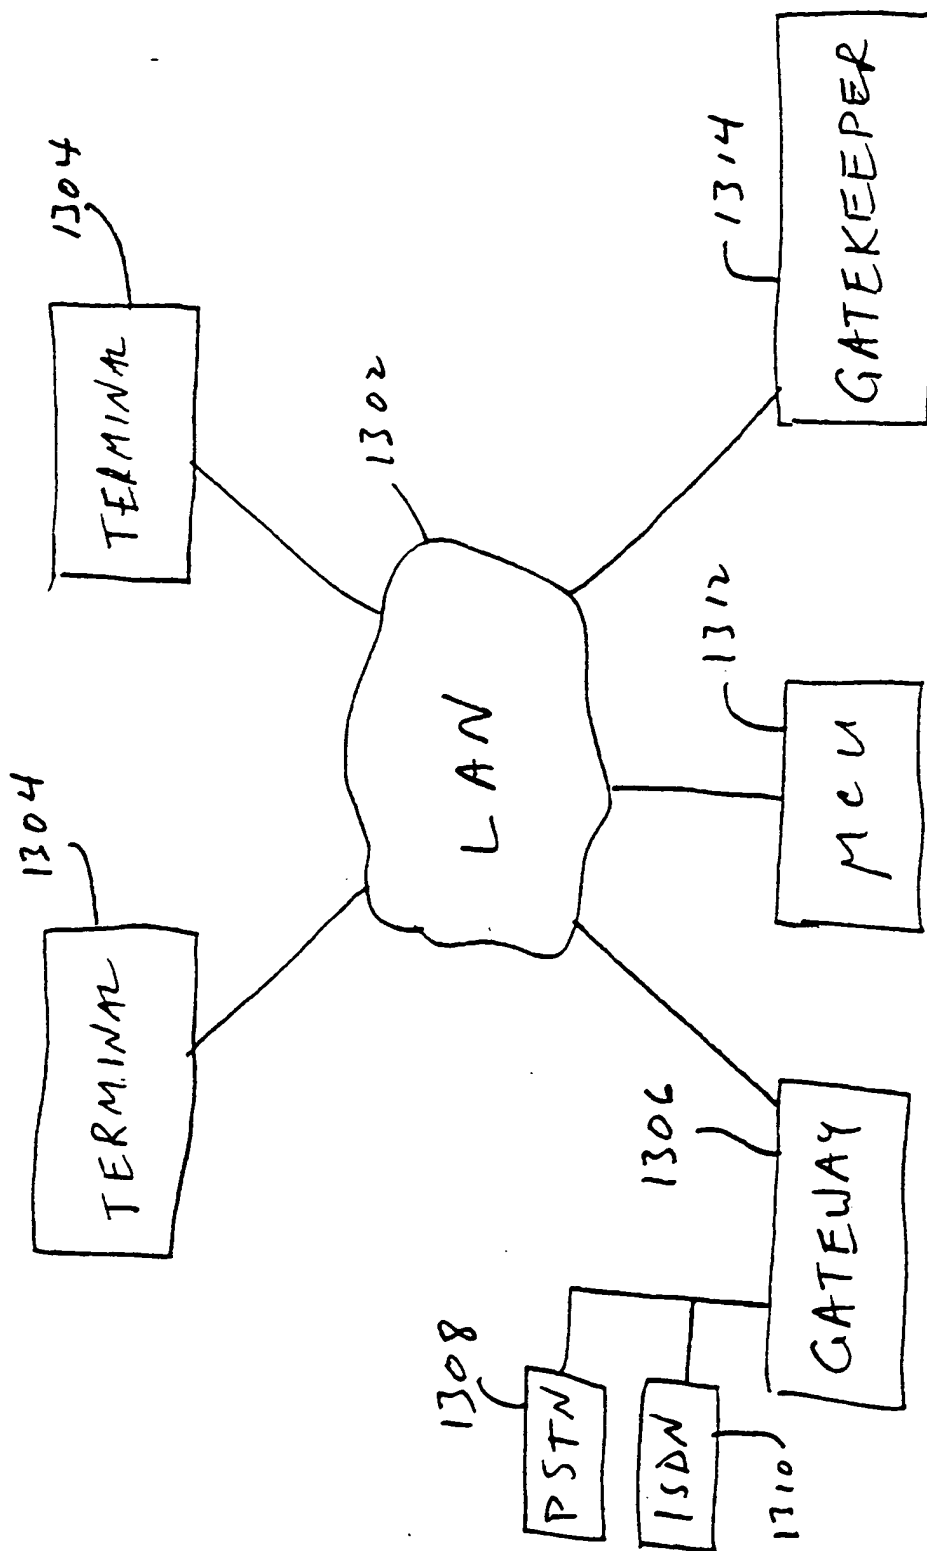 1304
1304
TERMINAL
TERMINAL
1302
LAN
1308
PSTN
1306
1312
1314
ISDN
1310
GATEWAY
MCU
GATEKEEPER